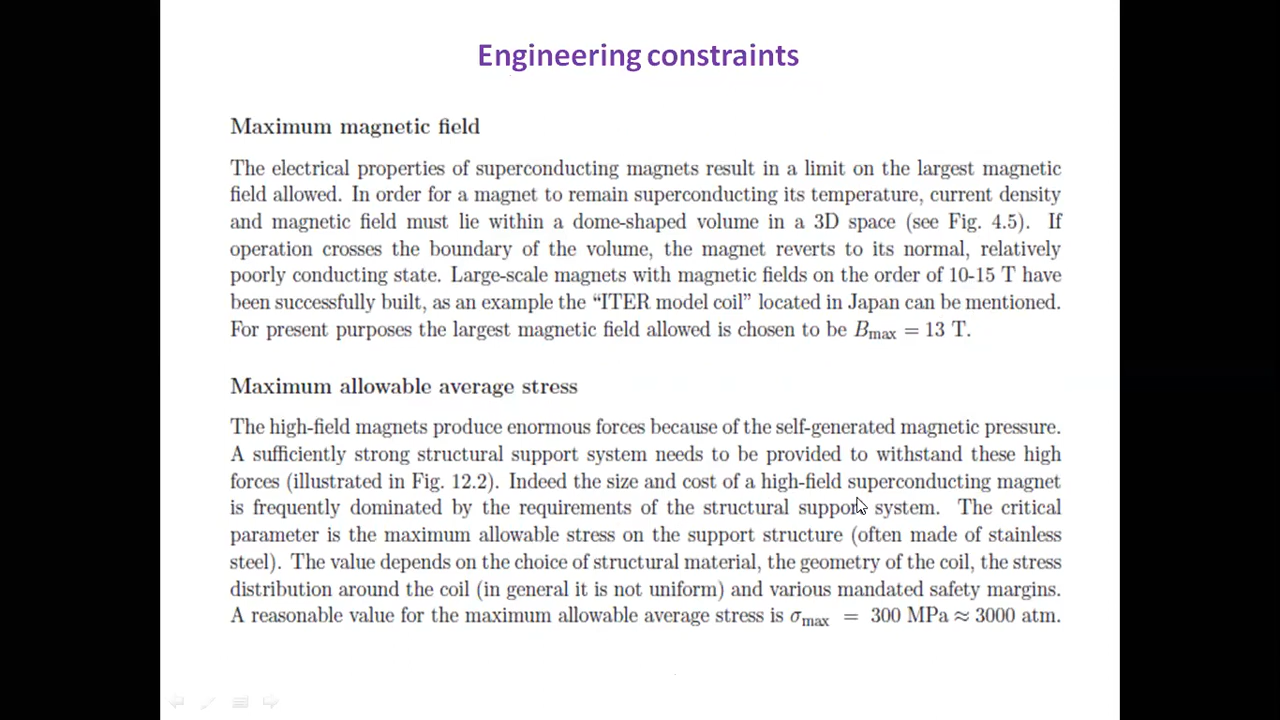 Engineering constraints
Maximum magnetic field
The electrical properties of superconducting magnets result in a limit on the largest magnetic
field allowed. In order for a magnet to remain superconducting its temperature, current density
and magnetic field must lie within a dome-shaped volume in a 3D space (see Fig. 4.5). If
operation crosses the boundary of the volume, the magnet reverts to its normal, relatively
poorly conducting state. Large-scale magnets with magnetic fields on the order of 10-15 T have
been successfully built, as an example the “ITER model coil” located in Japan can be mentioned.
For present purposes the largest magnetic field allowed is chosen to be Bmax = 13 T.
Maximum allowable average stress
The high-field magnets produce enormous forces because of the self-generated magnetic pressure.
A sufficiently strong structural support system needs to be provided to withstand these high
forces (illustrated in Fig. 12.2). Indeed the size and cost of a high-field superconducting magnet
is frequently dominated by the requirements of the structural support system. The critical
parameter is the maximum allowable stress on the support structure (often made of stainless
steel). The value depends on the choice of structural material, the geometry of the coil, the stress
distribution around the coil (in general it is not uniform) and various mandated safety margins.
A reasonable value for the maximum allowable average stress is σmax = 300 MPa ≈ 3000 atm.